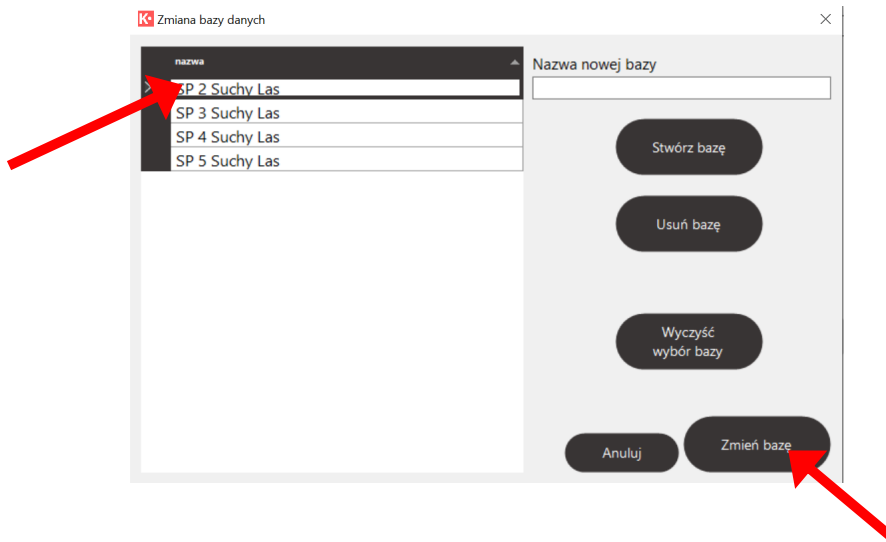 K
Zmiana bazy danych
nazwa
SP 2 Suchy Las
SP 3 Suchy Las
SP 4 Suchy Las
SP 5 Suchy Las
Nazwa nowej bazy
Stwórz bazę
Usuń bazę
Wyczyść
wybór bazy
Anuluj
Zmień bazę